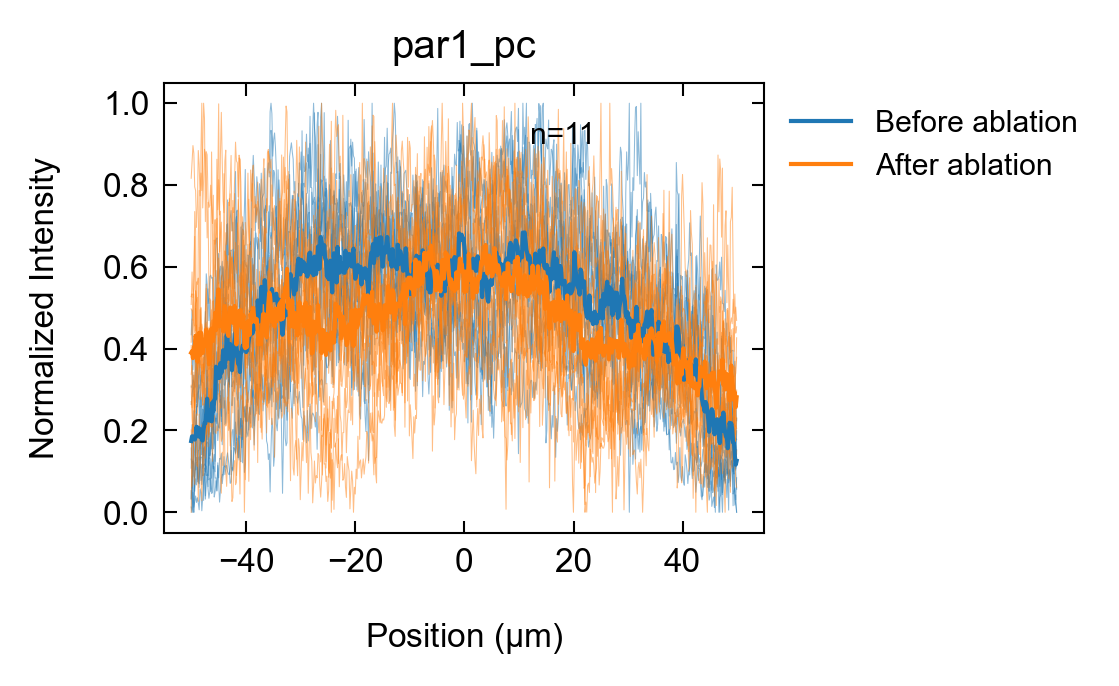 par1_pc
Normalized Intensity
1.0
0.8
0.6
0.4
0.2
0.0
n=11
−40
−20
0
20
40
Position (µm)
Before ablation
After ablation